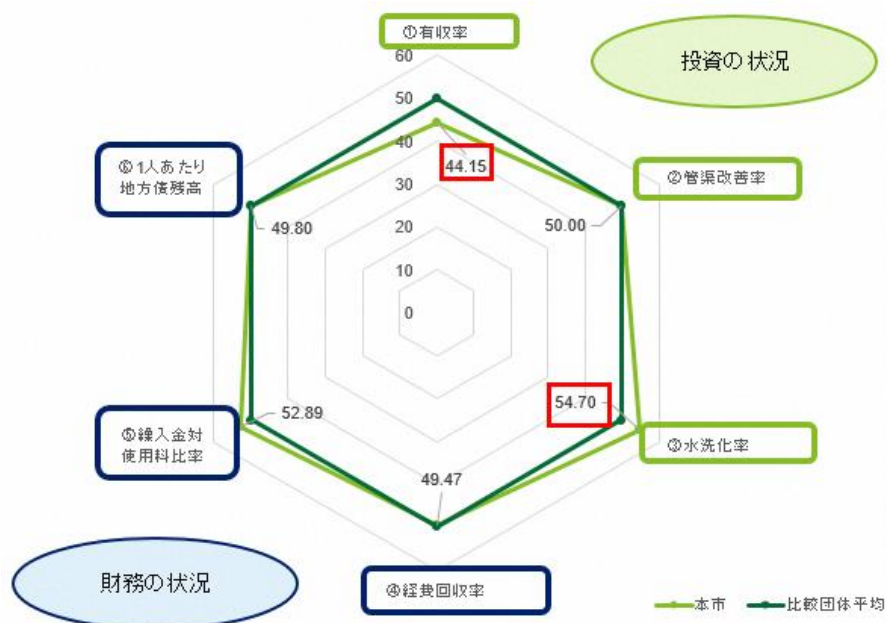 ①有収率
投資の状況
60
50
40
30
20
10
0
44.15
②管渠改善率
50.00
⑥1人あたり
地方債残高
49.80
54.70
③水洗化率
52.89
⑤繰入金対
使用料比率
49.47
④経費回収率
財務の状況
本市
比較団体平均